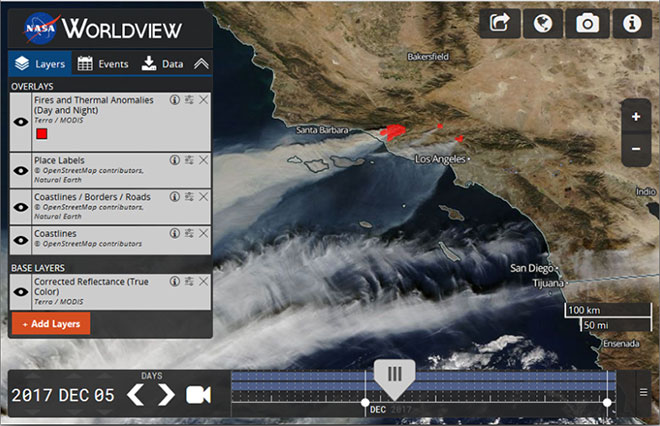 NASA WORLDVIEW
Layers Events Data
OVERLAYS
Fires and Thermal Anomalies
(Day and Night)
Terra / MODIS
Place Labels
© OpenStreetMap contributors,
Natural Earth
Coastlines / Borders / Roads
© OpenStreetMap contributors,
Natural Earth
Coastlines
© OpenStreetMap contributors
BASE LAYERS
Corrected Reflectance (True
Color)
Terra / MODIS
+ Add Layers
Bakersfield
Santa Barbara
Los Angeles
Indio
San Diego
Tijuana
Ensenada
100 km
50 mi
2017 DEC 05
DAYS
DEC 2017